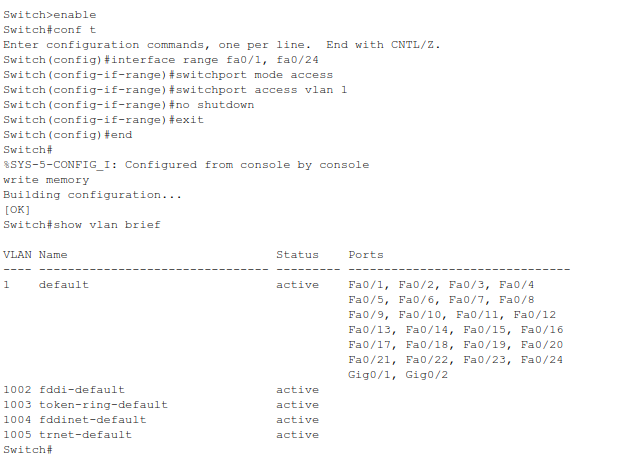 Switch>enable
Switch#conf t
Enter configuration commands, one per line.  End with CNTL/Z.
Switch(config)#interface range fa0/1, fa0/24
Switch(config-if-range)#switchport mode access
Switch(config-if-range)#switchport access vlan 1
Switch(config-if-range)#no shutdown
Switch(config-if-range)#exit
Switch(config)#end
Switch#
%SYS-5-CONFIG_I: Configured from console by console
write memory
Building configuration...
[OK]
Switch#show vlan brief

VLAN Name                             Status    Ports
---- -------------------------------- --------- -------------------------------
1    default                          active    Fa0/1, Fa0/2, Fa0/3, Fa0/4
                                                Fa0/5, Fa0/6, Fa0/7, Fa0/8
                                                Fa0/9, Fa0/10, Fa0/11, Fa0/12
                                                Fa0/13, Fa0/14, Fa0/15, Fa0/16
                                                Fa0/17, Fa0/18, Fa0/19, Fa0/20
                                                Fa0/21, Fa0/22, Fa0/23, Fa0/24
                                                Gig0/1, Gig0/2
1002 fddi-default                     active
1003 token-ring-default               active
1004 fddinet-default                  active
1005 trnet-default                    active
Switch#